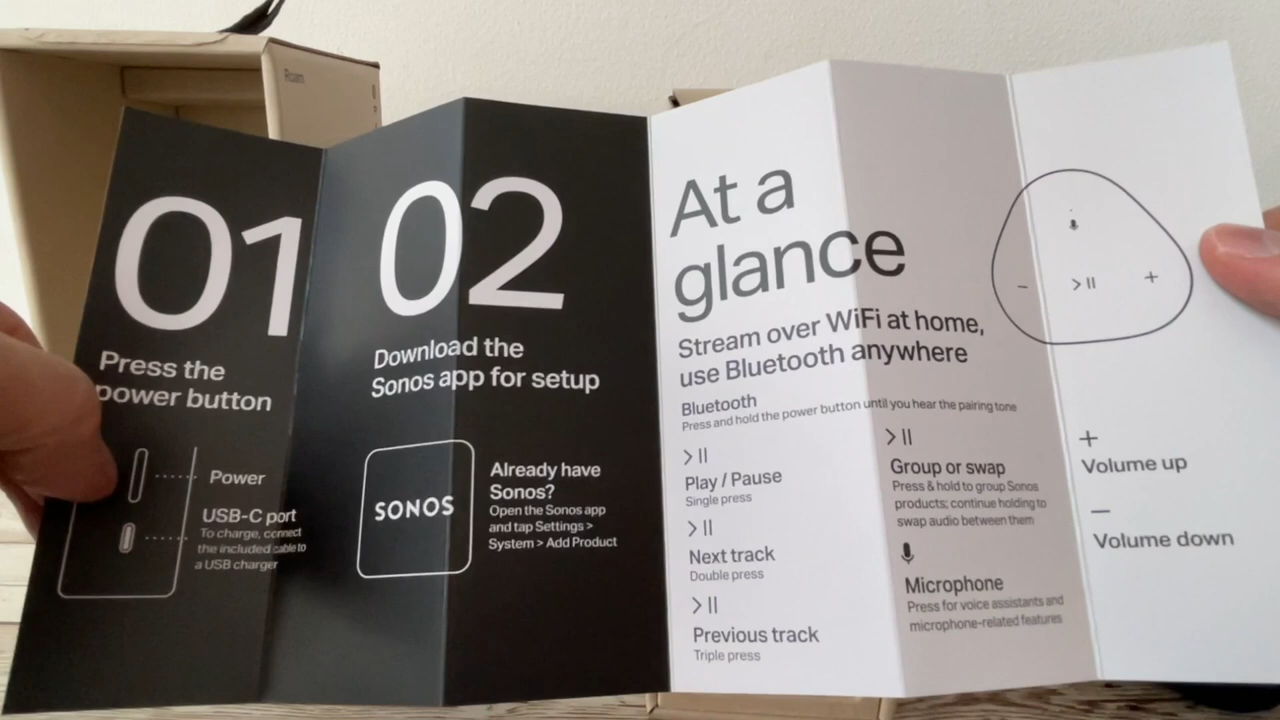 Roam
01
Press the
power button
Power
USB-C port
To charge, connect
the included cable to
a USB charger
02
Download the
Sonos app for setup
SONOS
Already have
Sonos?
Open the Sonos app
and tap Settings >
System > Add Product
At a
glance
Stream over WiFi at home,
use Bluetooth anywhere
Bluetooth
Press and hold the power button until you hear the pairing tone
Play / Pause
Single press
Next track
Double press
Previous track
Triple press
Group or swap
Press & hold to group Sonos
products; continue holding to
swap audio between them
Microphone
Press for voice assistants and
microphone-related features
− >|| +
+
Volume up
−
Volume down